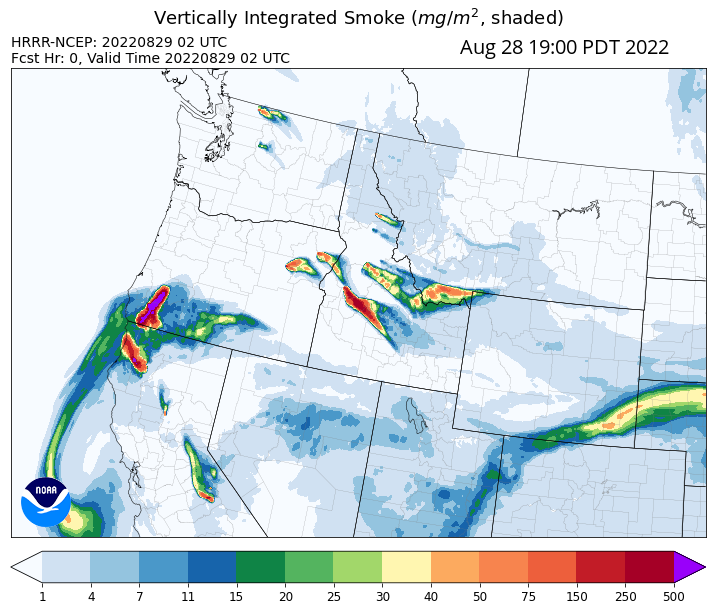 Vertically Integrated Smoke (mg/m², shaded)
HRRR-NCEP: 20220829 02 UTC
Fcst Hr: 0, Valid Time 20220829 02 UTC
Aug 28 19:00 PDT 2022
NOAA
1 4 7 11 15 20 25 30 40 50 75 150 250 500